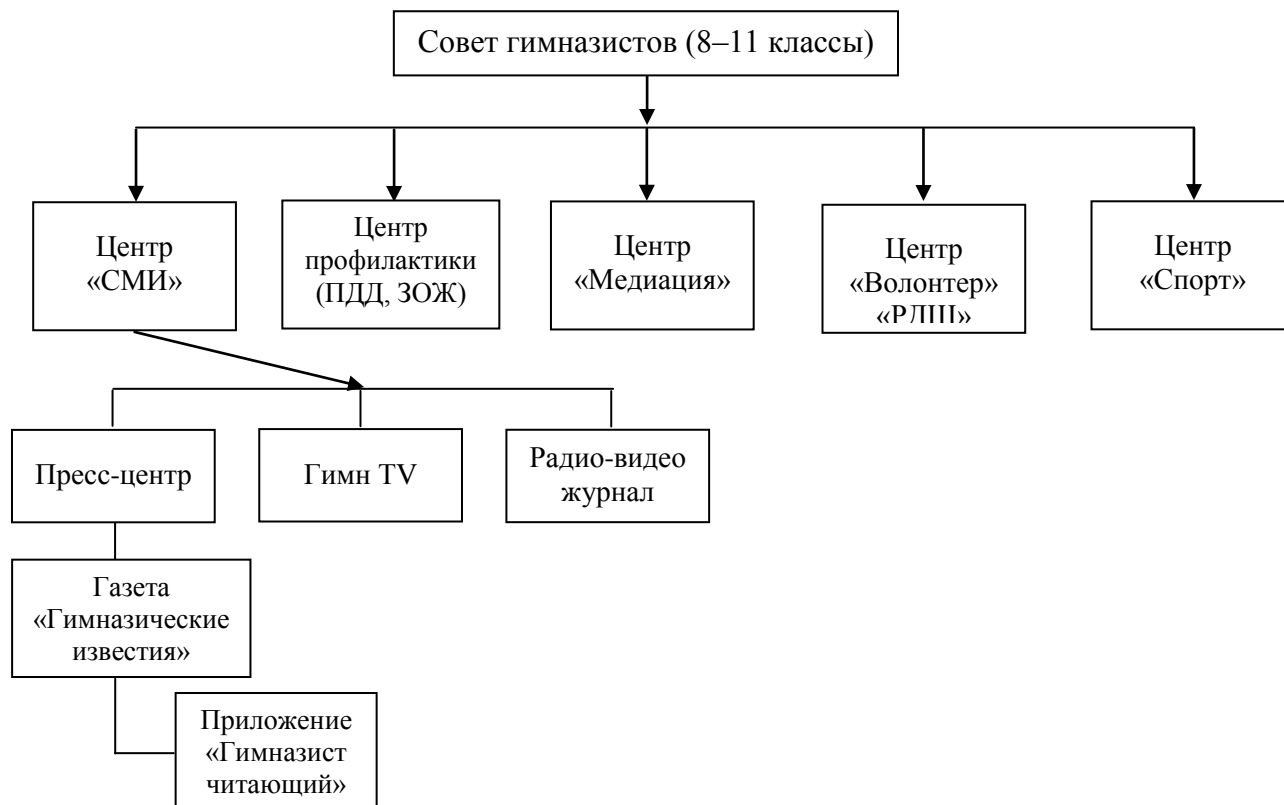 Совет гимназистов (8–11 классы)
Центр
«СМИ»
Центр
профилактики
(ПДД, ЗОЖ)
Центр
«Медиация»
Центр
«Волонтер»
«РДШ»
Центр
«Спорт»
Пресс-центр
Гимн TV
Радио-видео
журнал
Газета
«Гимназические
известия»
Приложение
«Гимназист
читающий»